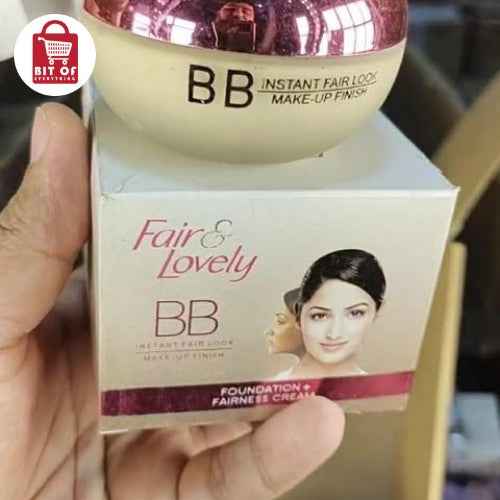 BIT OF
EVERYTHING
BB INSTANT FAIR LOOK
MAKE-UP FINISH
Fair &
Lovely
BB
INSTANT FAIR LOOK
MAKE-UP FINISH
FOUNDATION +
FAIRNESS CREAM